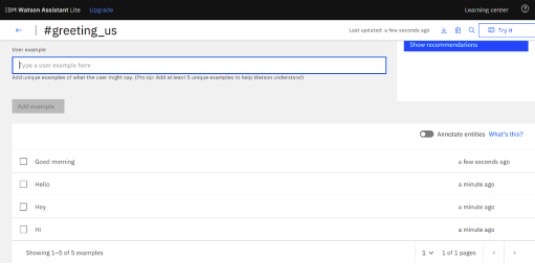 IBM Watson Assistant Lite Upgrade Learning center
#greeting_us Last updated: a few seconds ago Try it
Show recommendations
User example
Type a user example here
Add unique examples of what the user might say. (Pro tip: Add at least 5 unique examples to help Watson understand)
Add example
Annotate entities What's this?
Good morning a few seconds ago
Hello a minute ago
Hey a minute ago
Hi a minute ago
Showing 1–5 of 5 examples 1 1 of 1 pages